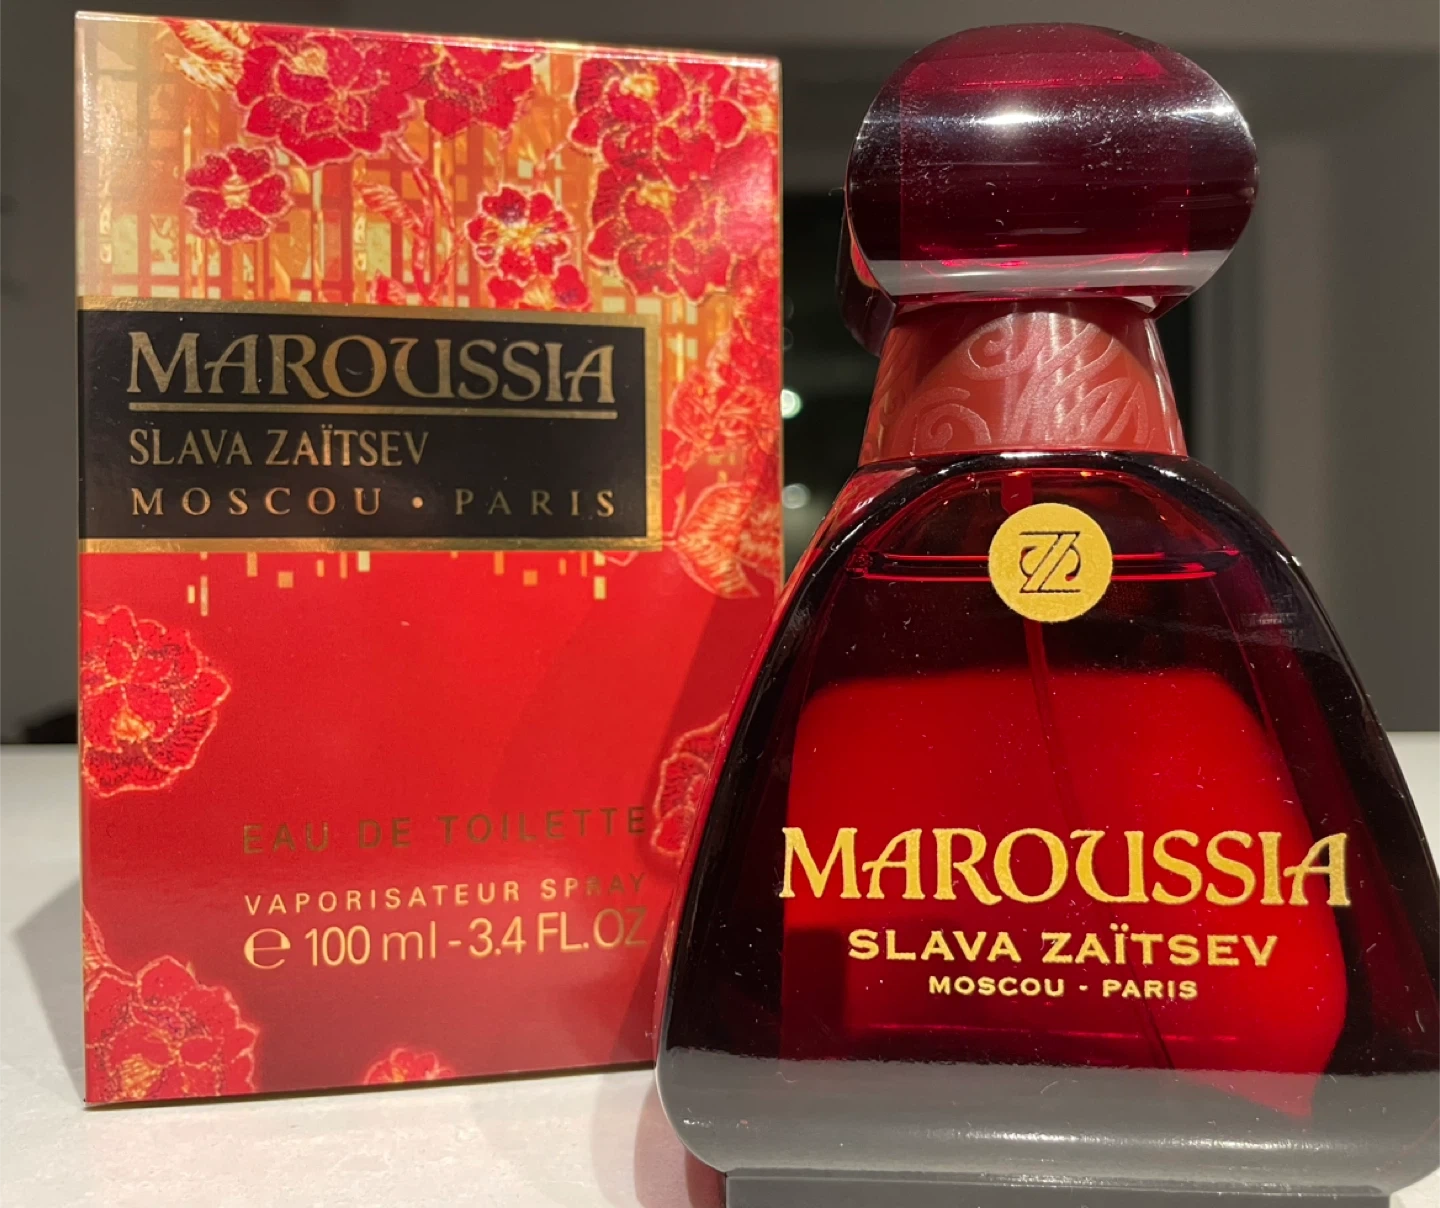 MAROUSSIA
SLAVA ZAÏTSEV
MOSCOU • PARIS
EAU DE TOILETTE
VAPORISATEUR SPRAY
℮ 100 ml - 3.4 FL.OZ
MAROUSSIA
SLAVA ZAÏTSEV
MOSCOU - PARIS